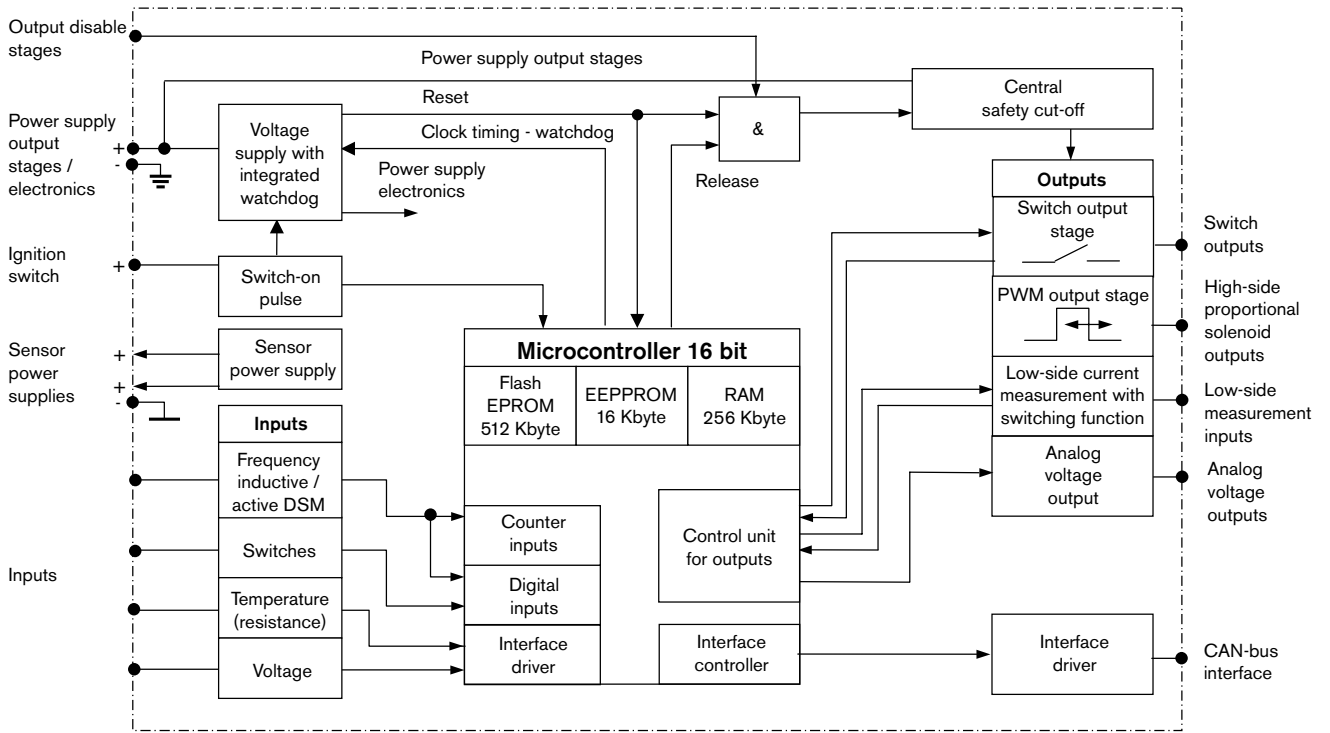 Output disable
stages
Power supply output stages
Central
safety cut-off
Reset
&
Power supply
output
stages /
electronics
+
-
Voltage
supply with
integrated
watchdog
Clock timing - watchdog
Power supply
electronics
Release
Outputs
Switch output
stage
Switch
outputs
Ignition
switch
+
Switch-on
pulse
PWM output stage
High-side
proportional
solenoid
outputs
Sensor
power
supplies
+
+
-
Sensor
power supply
Microcontroller 16 bit
Flash
EPROM
512 Kbyte
EEPPROM
16 Kbyte
RAM
256 Kbyte
Low-side current
measurement with
switching function
Low-side
measurement
inputs
Inputs
Frequency
inductive /
active DSM
Analog
voltage
output
Analog
voltage
outputs
Counter
inputs
Control unit
for outputs
Inputs
Switches
Digital
inputs
Temperature
(resistance)
Voltage
Interface
driver
Interface
controller
Interface
driver
CAN-bus
interface